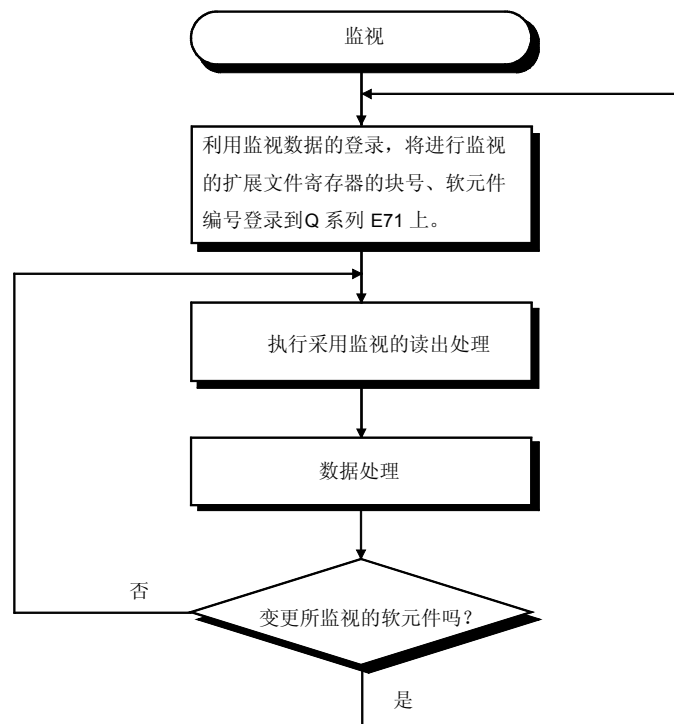 监视
利用监视数据的登录，将进行监视
的扩展文件寄存器的块号、软元件
编号登录到Q 系列 E71 上。
执行采用监视的读出处理
数据处理
否
变更所监视的软元件吗？
是